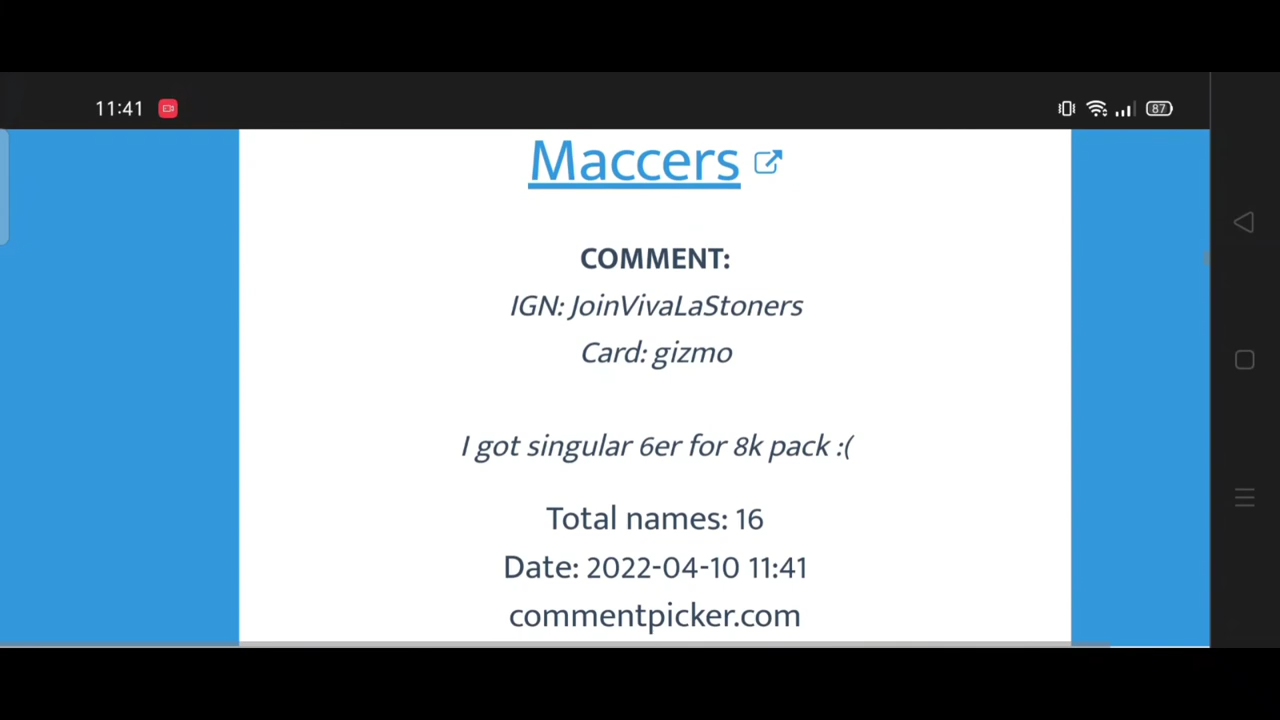 11:41
87
Maccers
COMMENT:
IGN: JoinVivaLaStoners
Card: gizmo
I got singular 6er for 8k pack :(
Total names: 16
Date: 2022-04-10 11:41
commentpicker.com